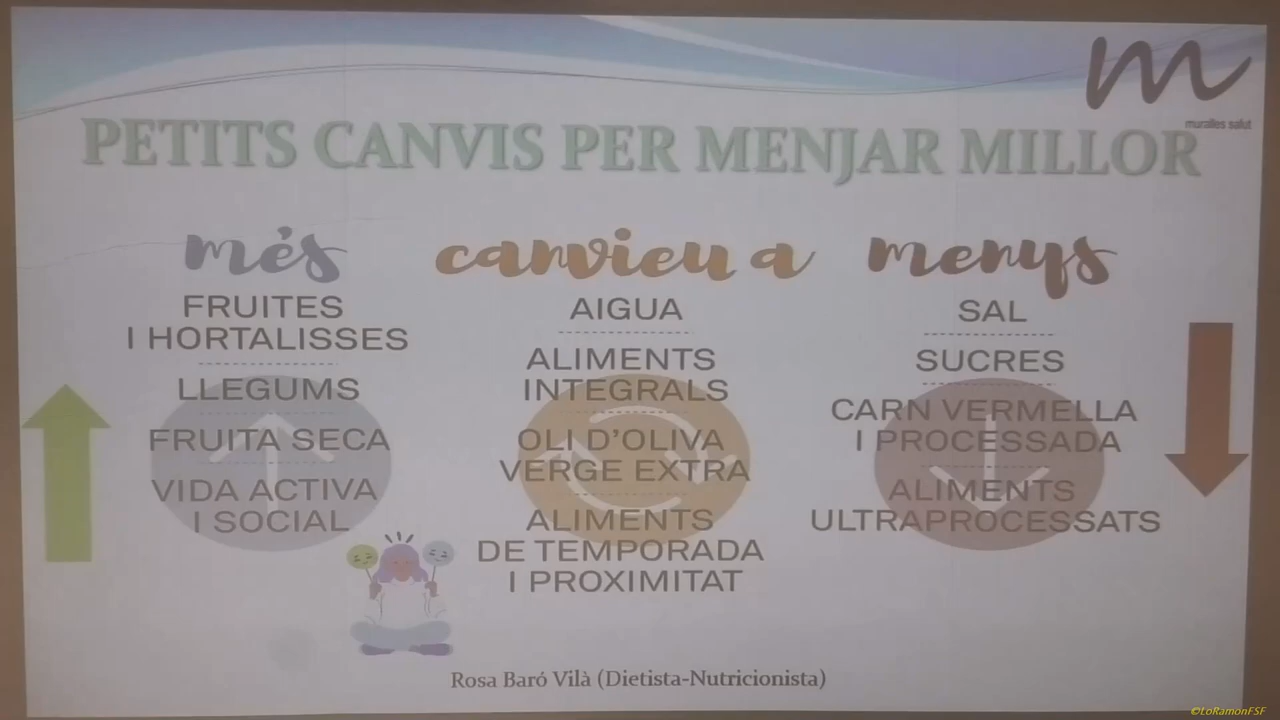 m
muralles salut
PETITS CANVIS PER MENJAR MILLOR
més
FRUITES
I HORTALISSES
LLEGUMS
FRUITA SECA
VIDA ACTIVA
I SOCIAL
canvieu a
AIGUA
ALIMENTS
INTEGRALS
OLI D'OLIVA
VERGE EXTRA
ALIMENTS
DE TEMPORADA
I PROXIMITAT
menys
SAL
SUCRES
CARN VERMELLA
I PROCESSADA
ALIMENTS
ULTRAPROCESSATS
Rosa Baró Vilà (Dietista-Nutricionista)
©LoRamonFSF